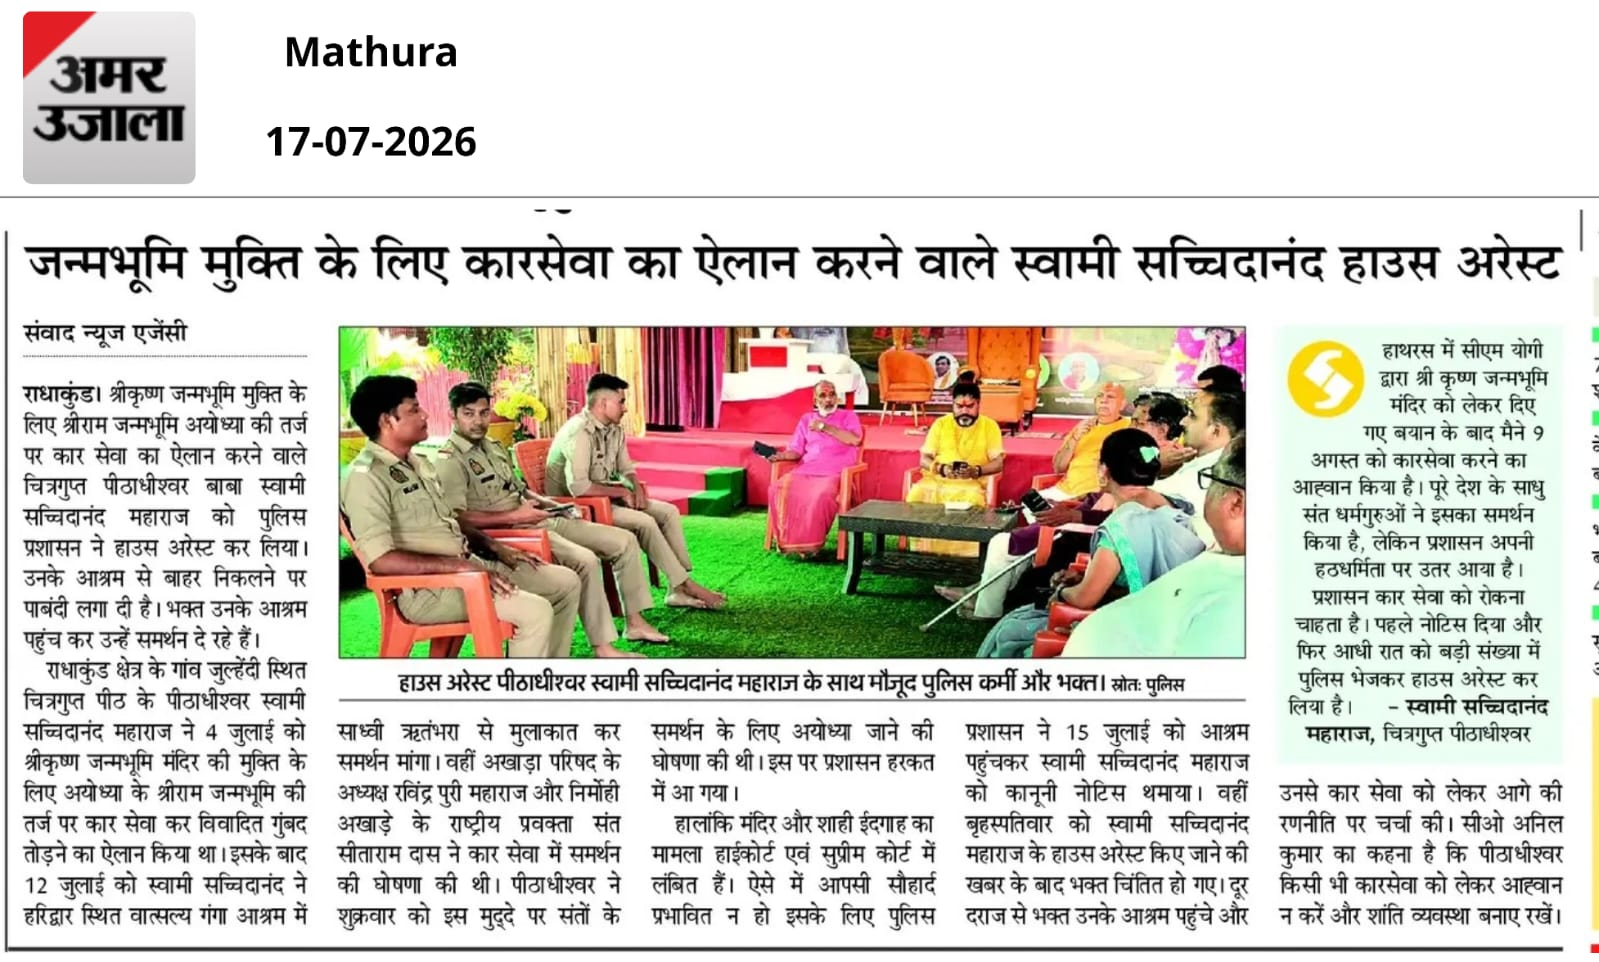 अमर
उजाला
Mathura
17-07-2026
जन्मभूमि मुक्ति के लिए कारसेवा का ऐलान करने वाले स्वामी सच्चिदानंद हाउस अरेस्ट
संवाद न्यूज एजेंसी
राधाकुंड। श्रीकृष्ण जन्मभूमि मुक्ति के
लिए श्रीराम जन्मभूमि अयोध्या की तर्ज
पर कार सेवा का ऐलान करने वाले
चित्रगुप्त पीठाधीश्वर बाबा स्वामी
सच्चिदानंद महाराज को पुलिस
प्रशासन ने हाउस अरेस्ट कर लिया।
उनके आश्रम से बाहर निकलने पर
पाबंदी लगा दी है। भक्त उनके आश्रम
पहुंच कर उन्हें समर्थन दे रहे हैं।
राधाकुंड क्षेत्र के गांव जुल्हेंदी स्थित
चित्रगुप्त पीठ के पीठाधीश्वर स्वामी
सच्चिदानंद महाराज ने 4 जुलाई को
श्रीकृष्ण जन्मभूमि मंदिर की मुक्ति के
लिए अयोध्या के श्रीराम जन्मभूमि की
तर्ज पर कार सेवा कर विवादित गुंबद
तोड़ने का ऐलान किया था। इसके बाद
12 जुलाई को स्वामी सच्चिदानंद ने
हरिद्वार स्थित वात्सल्य गंगा आश्रम में
हाउस अरेस्ट पीठाधीश्वर स्वामी सच्चिदानंद महाराज के साथ मौजूद पुलिस कर्मी और भक्त। स्रोतः पुलिस
साध्वी ऋतंभरा से मुलाकात कर
समर्थन मांगा। वहीं अखाड़ा परिषद के
अध्यक्ष रविंद्र पुरी महाराज और निर्मोही
अखाड़े के राष्ट्रीय प्रवक्ता संत
सीताराम दास ने कार सेवा में समर्थन
की घोषणा की थी। पीठाधीश्वर ने
शुक्रवार को इस मुद्दे पर संतों के
समर्थन के लिए अयोध्या जाने की
घोषणा की थी। इस पर प्रशासन हरकत
में आ गया।
हालांकि मंदिर और शाही ईदगाह का
मामला हाईकोर्ट एवं सुप्रीम कोर्ट में
लंबित हैं। ऐसे में आपसी सौहार्द
प्रभावित न हो इसके लिए पुलिस
प्रशासन ने 15 जुलाई को आश्रम
पहुंचकर स्वामी सच्चिदानंद महाराज
को कानूनी नोटिस थमाया। वहीं
बृहस्पतिवार को स्वामी सच्चिदानंद
महाराज के हाउस अरेस्ट किए जाने की
खबर के बाद भक्त चिंतित हो गए। दूर
दराज से भक्त उनके आश्रम पहुंचे और
हाथरस में सीएम योगी
द्वारा श्री कृष्ण जन्मभूमि
मंदिर को लेकर दिए
गए बयान के बाद मैने 9
अगस्त को कारसेवा करने का
आह्वान किया है। पूरे देश के साधु
संत धर्मगुरुओं ने इसका समर्थन
किया है, लेकिन प्रशासन अपनी
हठधर्मिता पर उतर आया है।
प्रशासन कार सेवा को रोकना
चाहता है। पहले नोटिस दिया और
फिर आधी रात को बड़ी संख्या में
पुलिस भेजकर हाउस अरेस्ट कर
लिया है। – स्वामी सच्चिदानंद
महाराज, चित्रगुप्त पीठाधीश्वर
उनसे कार सेवा को लेकर आगे की
रणनीति पर चर्चा की। सीओ अनिल
कुमार का कहना है कि पीठाधीश्वर
किसी भी कारसेवा को लेकर आह्वान
न करें और शांति व्यवस्था बनाए रखें।